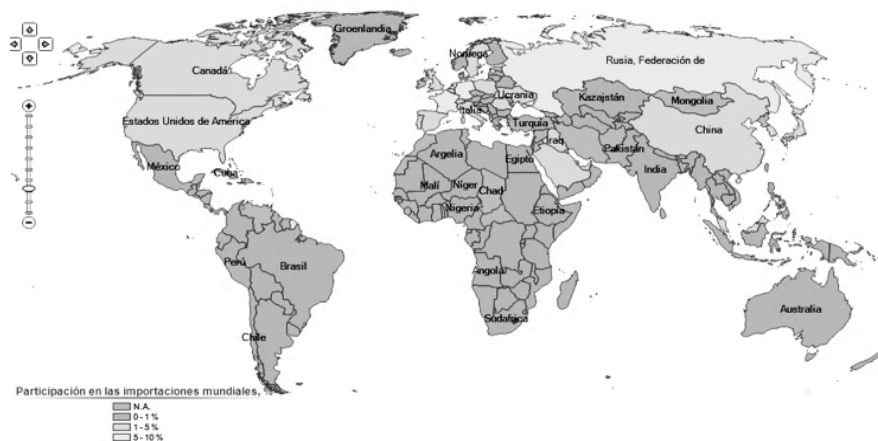 Groenlandia
Noruega
Canadá
Rusia, Federación de
Ucrania
Kazajstán
Mongolia
Italia
Estados Unidos de América
Turquía
China
Iraq
Pakistán
México
Cuba
Argelia
Egipto
India
Malí
Níger
Chad
Nigeria
Etiopía
Perú
Brasil
Angola
Australia
Chile
Sudafrica
Participación en las importaciones mundiales, %
N.A.
0 - 1 %
1 - 5 %
5 - 10 %